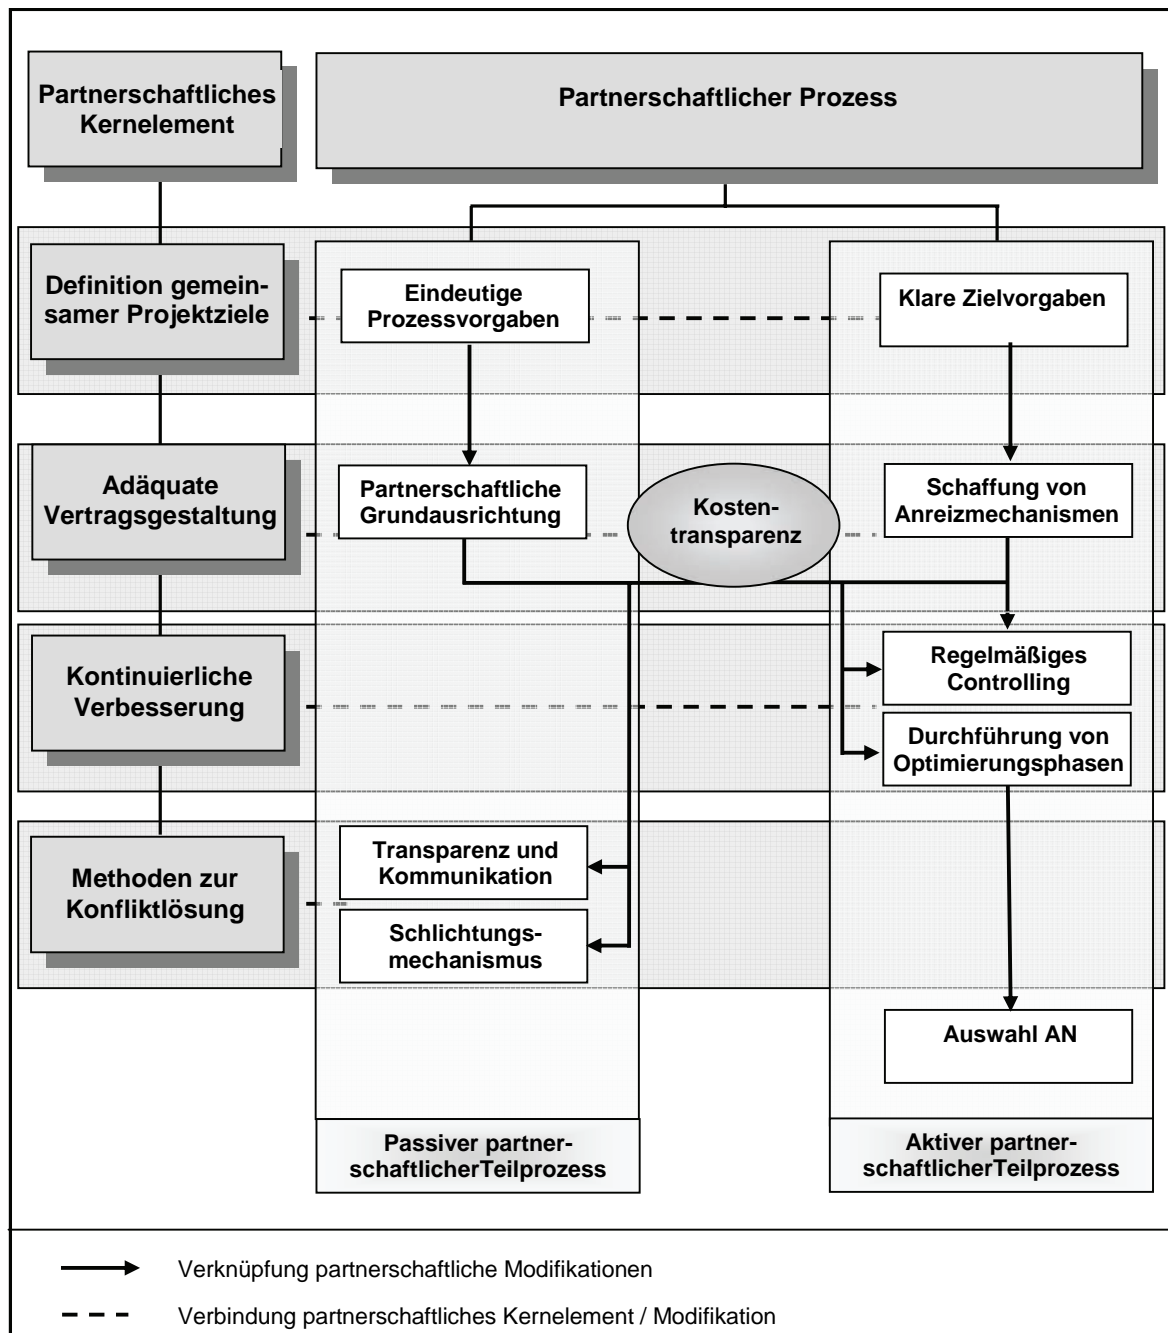 Partnerschaftliches
Kernelement
Partnerschaftlicher Prozess
Definition gemein-
samer Projektziele
Eindeutige
Prozessvorgaben
Klare Zielvorgaben
Adäquate
Vertragsgestaltung
Partnerschaftliche
Grundausrichtung
Kosten-
transparenz
Schaffung von
Anreizmechanismen
Kontinuierliche
Verbesserung
Regelmäßiges
Controlling
Durchführung von
Optimierungsphasen
Methoden zur
Konfliktlösung
Transparenz und
Kommunikation
Schlichtungs-
mechanismus
Auswahl AN
Passiver partner-
schaftlicherTeilprozess
Aktiver partner-
schaftlicherTeilprozess
Verknüpfung partnerschaftliche Modifikationen
Verbindung partnerschaftliches Kernelement / Modifikation